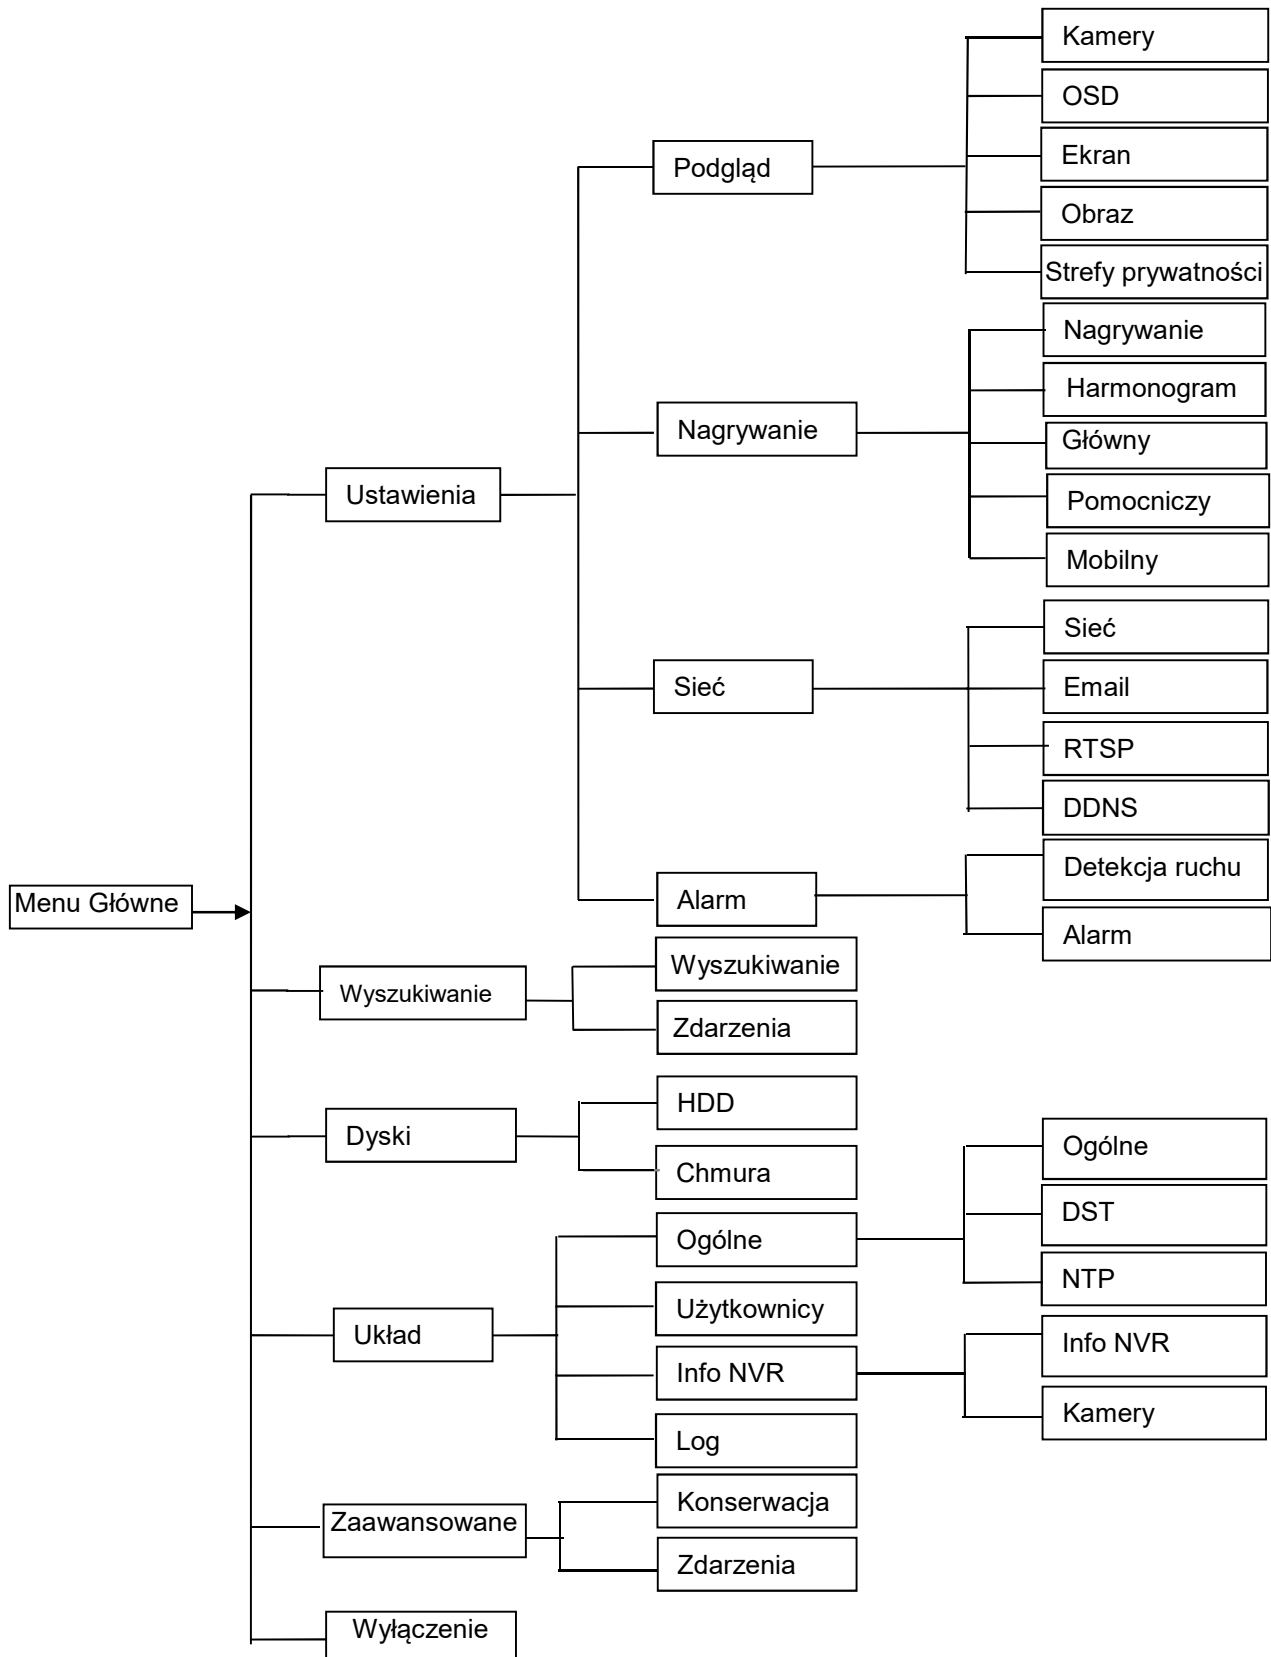 Kamery
OSD
Ekran
Podgląd
Obraz
Strefy prywatności
Nagrywanie
Harmonogram
Nagrywanie
Główny
Ustawienia
Pomocniczy
Mobilny
Sieć
Sieć
Email
RTSP
DDNS
Detekcja ruchu
Menu Główne
Alarm
Alarm
Wyszukiwanie
Wyszukiwanie
Zdarzenia
HDD
Dyski
Chmura
Ogólne
DST
Ogólne
NTP
Użytkownicy
Układ
Info NVR
Info NVR
Kamery
Log
Konserwacja
Zaawansowane
Zdarzenia
Wyłączenie